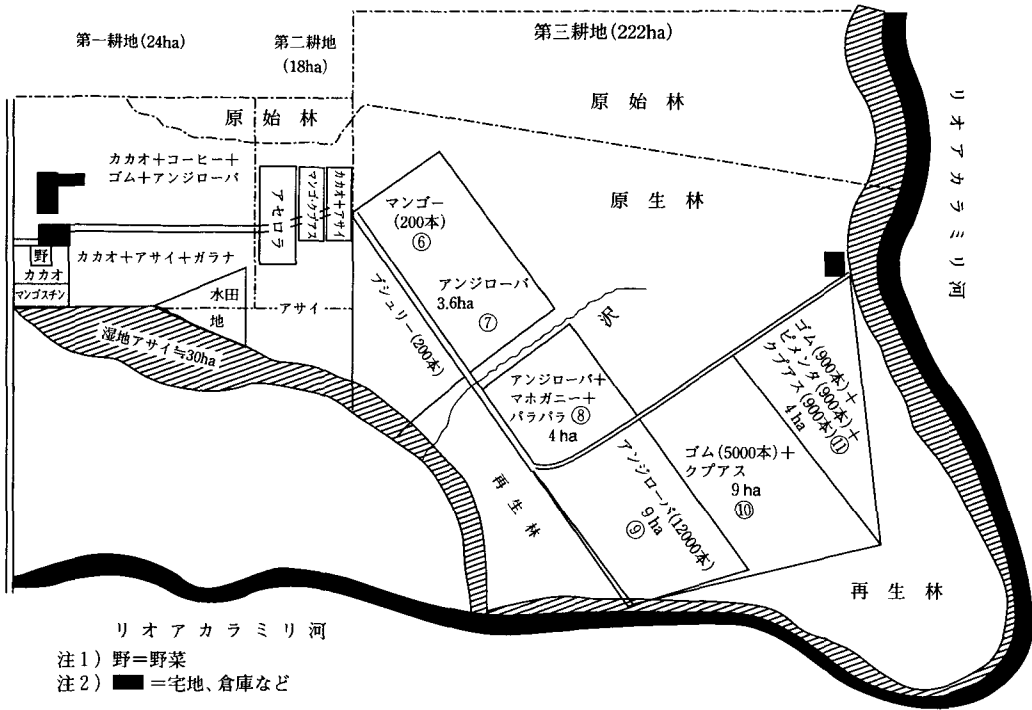 第一耕地(24ha)
第二耕地
(18ha)
第三耕地(222ha)
原始林
原始林
リオアカラミリ河
カカオ＋コーヒー＋
ゴム＋アンジローバ
アセロラ
マンゴ・クプアス
カカオ＋アサイ
マンゴー
(200本)
⑥
原生林
野
カカオ
マンゴスチン
カカオ＋アサイ＋ガラナ
水田
地
アサイ
湿地アサイ≒30ha
ブシュリー(200本)
アンジローバ
3.6ha
⑦
沢
アンジローバ＋
マホガニー＋
パラパラ⑧
4ha
ゴム(900本)＋
ピメンタ(900本)＋
クプアス(900本)⑪
4ha
再生林
アンジローバ(12000本)
9ha
⑨
ゴム(5000本)＋
クプアス
9ha
⑩
再生林
リオアカラミリ河
注1) 野＝野菜
注2) ■＝宅地、倉庫など